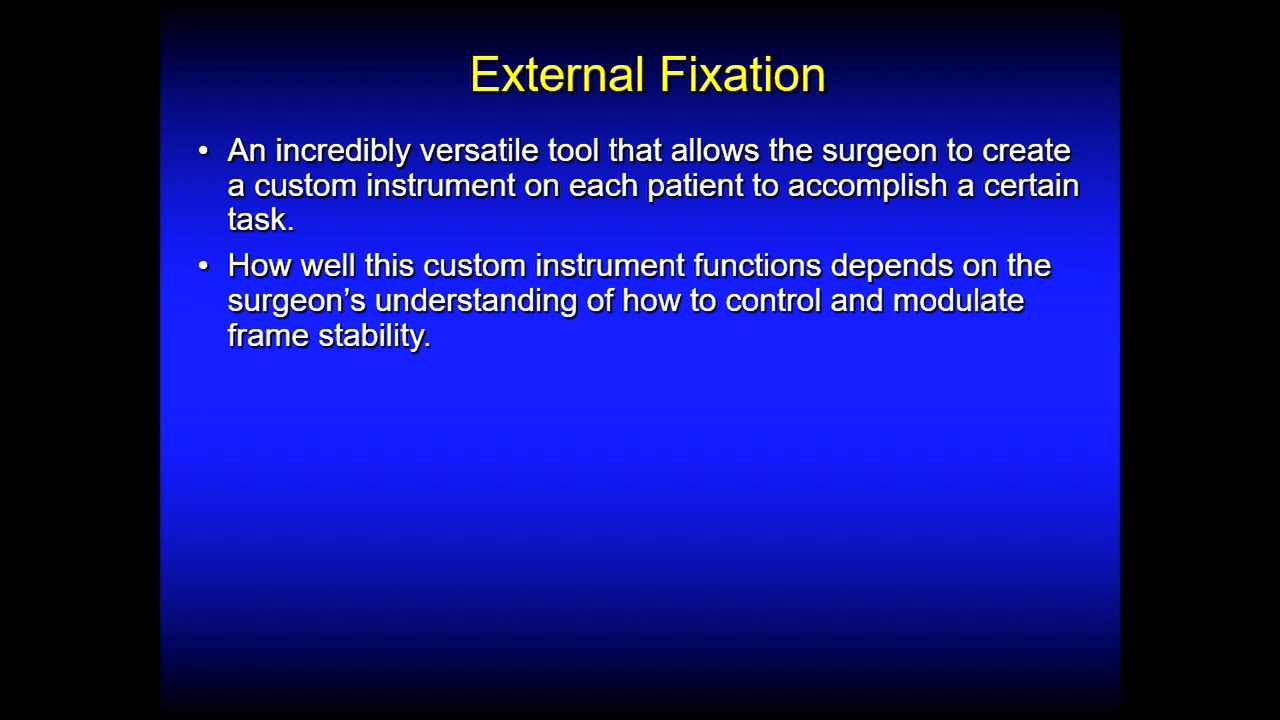 External Fixation
• An incredibly versatile tool that allows the surgeon to create
a custom instrument on each patient to accomplish a certain
task.
• How well this custom instrument functions depends on the
surgeon’s understanding of how to control and modulate
frame stability.